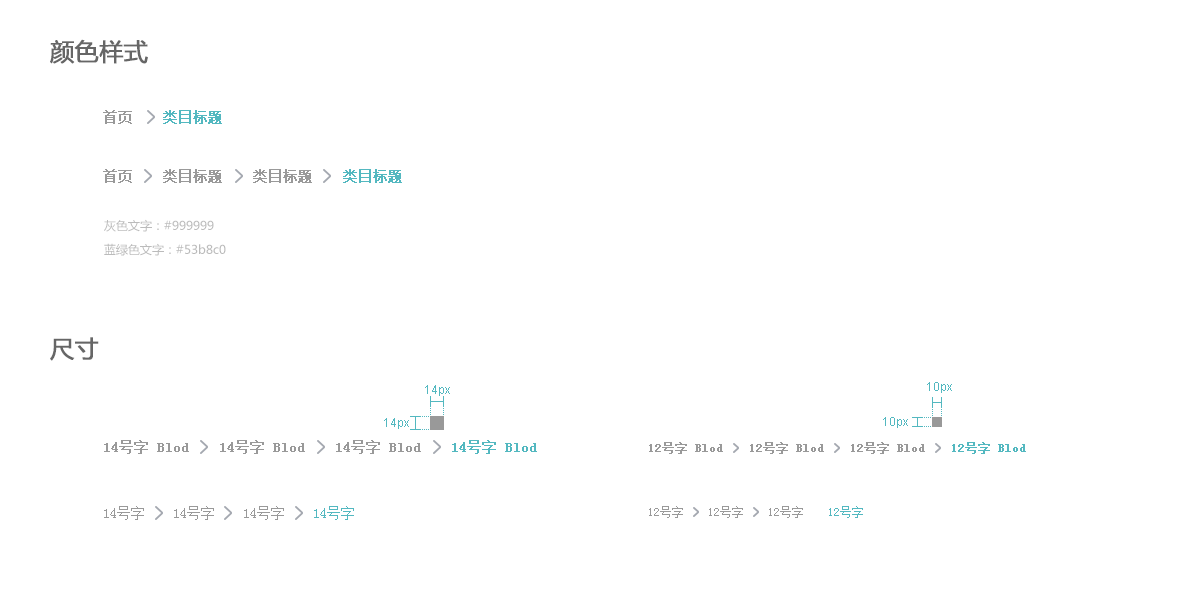 颜色样式
首页 类目标题
首页 类目标题 类目标题 类目标题
灰色文字：#999999
蓝绿色文字：#53b8c0
尺寸
14px
14px
14号字 Blod 14号字 Blod 14号字 Blod 14号字 Blod
14号字 14号字 14号字 14号字
10px
10px
12号字 Blod 12号字 Blod 12号字 Blod 12号字 Blod
12号字 12号字 12号字 12号字